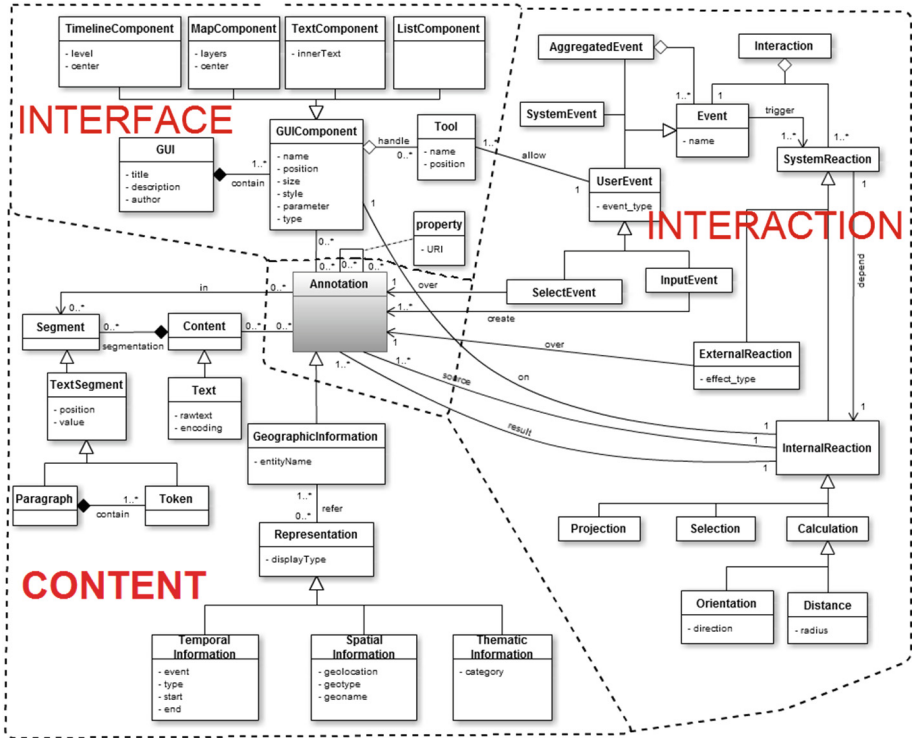 TimelineComponent
- level
- center
MapComponent
- layers
- center
TextComponent
- innerText
ListComponent
INTERFACE
GUI
- title
- description
- author
1..*
contain
GUIComponent
- name
- position
- size
- style
- parameter
- type
handle
0..*
Tool
- name
- position
1..*
allow
1
1
0..*
0..*
property
- URI
0..*
0..*
0..*
AggregatedEvent
Interaction
SystemEvent
1..*
1
Event
- name
trigger
1..*
1..*
SystemReaction
1
UserEvent
- event_type
INTERACTION
SelectEvent
InputEvent
depend
Annotation
1
over
1..*
create
1
over
ExternalReaction
- effect_type
1
in
0..*
0..*
Segment
0..*
segmentation
Content
0..*
0..*
TextSegment
- position
- value
Text
- rawtext
- encoding
Paragraph
1..*
contain
Token
1..*
1..*
source
on
result
1
1
1
InternalReaction
GeographicInformation
- entityName
1..*
refer
0..*
Representation
- displayType
Projection
Selection
Calculation
Orientation
- direction
Distance
- radius
CONTENT
Temporal
Information
- event
- type
- start
- end
Spatial
Information
- geolocation
- geotype
- geoname
Thematic
Information
- category